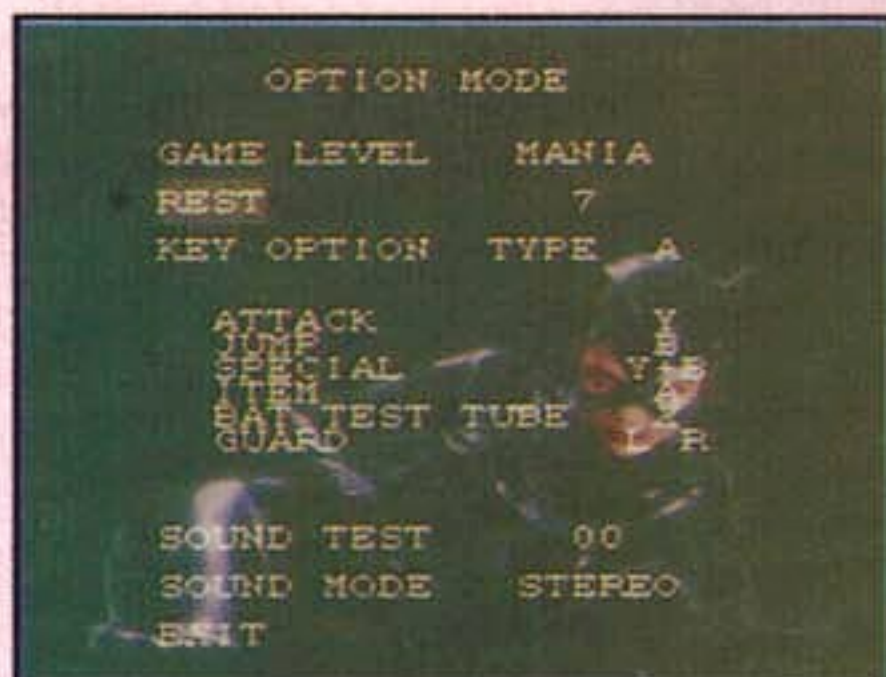 OPTION MODE
GAME LEVEL MANIA
REST 7
KEY OPTION TYPE A
ATTACK Y
JUMP B
SPECIAL Y+B
ITEM A
EAT TEST TUBE
GUARD L R
SOUND TEST 00
SOUND MODE STEREO
EXIT